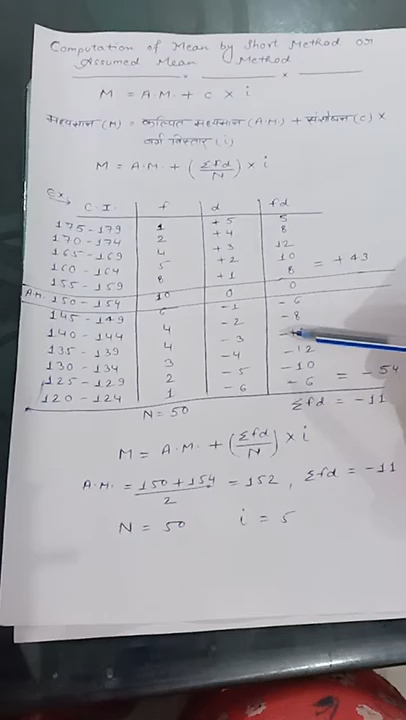 Computation of Mean by Short Method or
Assumed Mean Method
x x
M = A.M. + c x i
मध्यमान (M) = कल्पित मध्यमान (A.M.) + संशोधन (c) x
वर्ग विस्तार (i)
M = A.M. + (Σfd/N) x i
Ex.
C.I. f d fd
175-179 1 +5 5
170-174 2 +4 8
165-169 4 +3 12
160-164 5 +2 10 = +43
155-159 8 +1 8
A.M. 150-154 10 0 0
145-149 6 -1 -6
140-144 4 -2 -8
135-139 4 -3
130-134 3 -4 -12
125-129 2 -5 -10
120-124 1 -6 -6 = -54
N = 50 Σfd = -11
M = A.M. + (Σfd/N) x i
A.M. = 150+154/2 = 152, Σfd = -11
N = 50 i = 5